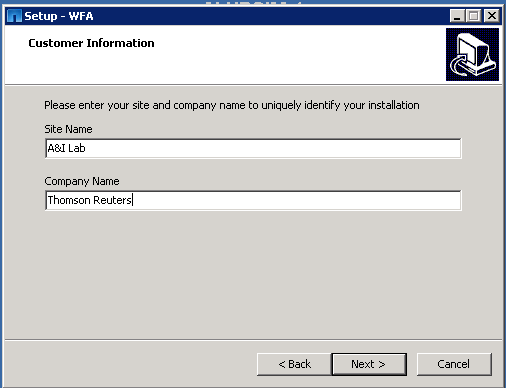 Setup - WFA
Customer Information
Please enter your site and company name to uniquely identify your installation
Site Name
A&I Lab
Company Name
Thomson Reuters
< Back
Next >
Cancel